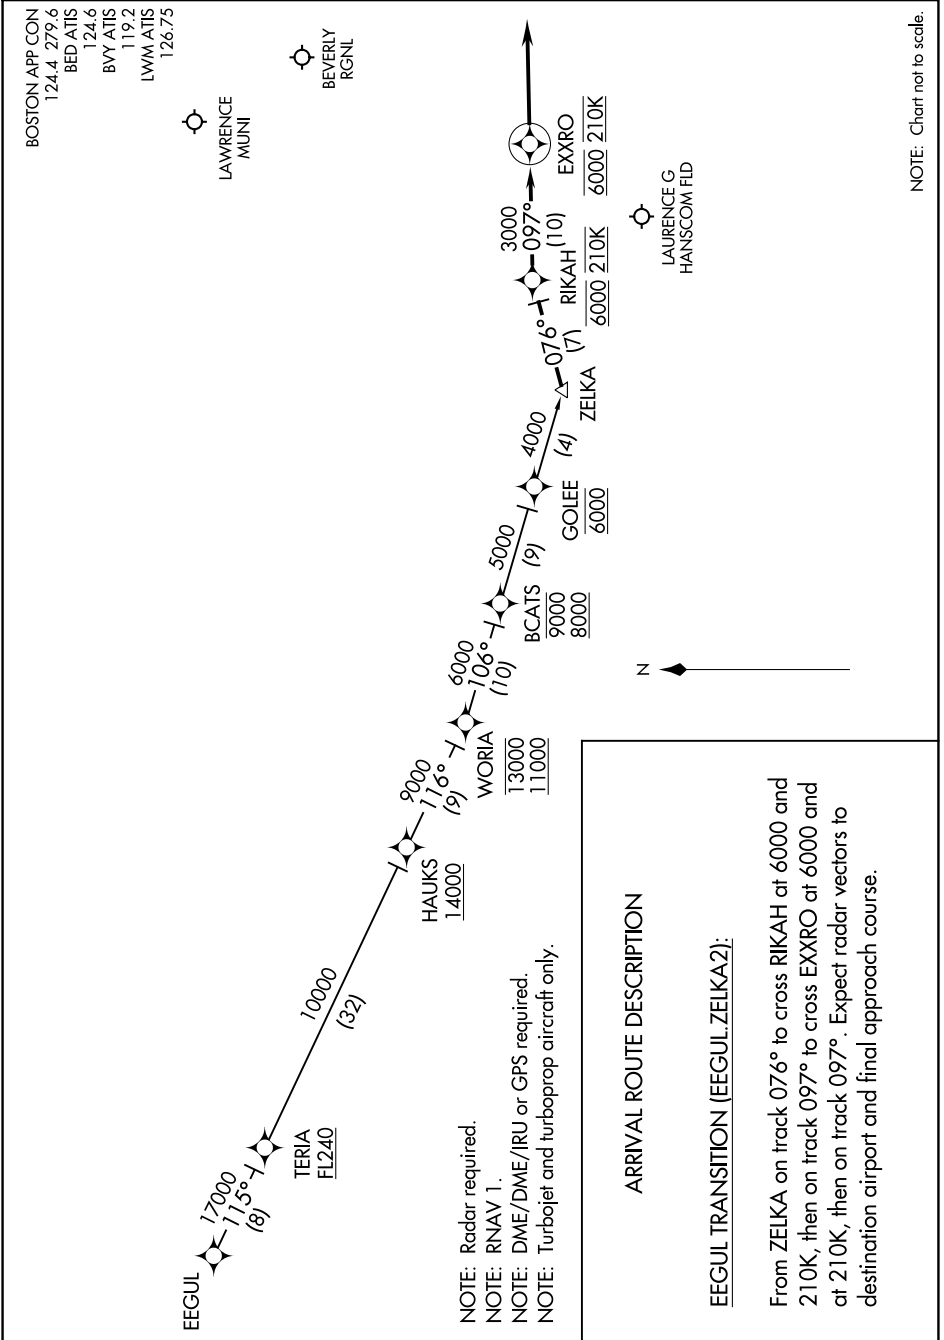 BOSTON APP CON
124.4 279.6
BED ATIS
124.6
BVY ATIS
119.2
LWM ATIS
126.75
BEVERLY
RGNL
LAWRENCE
MUNI
LAURENCE G
HANSCOM FLD
NOTE: Chart not to scale.
EEGUL
17000
115°
(8)
TERIA
FL240
10000
(32)
HAUKS
14000
9000
116°
(9)
WORIA
13000
11000
6000
106°
(10)
BCATS
9000
8000
5000
(9)
GOLEE
6000
4000
(4)
ZELKA
076°
(7)
RIKAH
6000 210K
3000
097°
(10)
EXXRO
6000 210K
N
NOTE: Radar required.
NOTE: RNAV 1.
NOTE: DME/DME/IRU or GPS required.
NOTE: Turbojet and turboprop aircraft only.
ARRIVAL ROUTE DESCRIPTION
EEGUL TRANSITION (EEGUL.ZELKA2):
From ZELKA on track 076° to cross RIKAH at 6000 and
210K, then on track 097° to cross EXXRO at 6000 and
at 210K, then on track 097°. Expect radar vectors to
destination airport and final approach course.